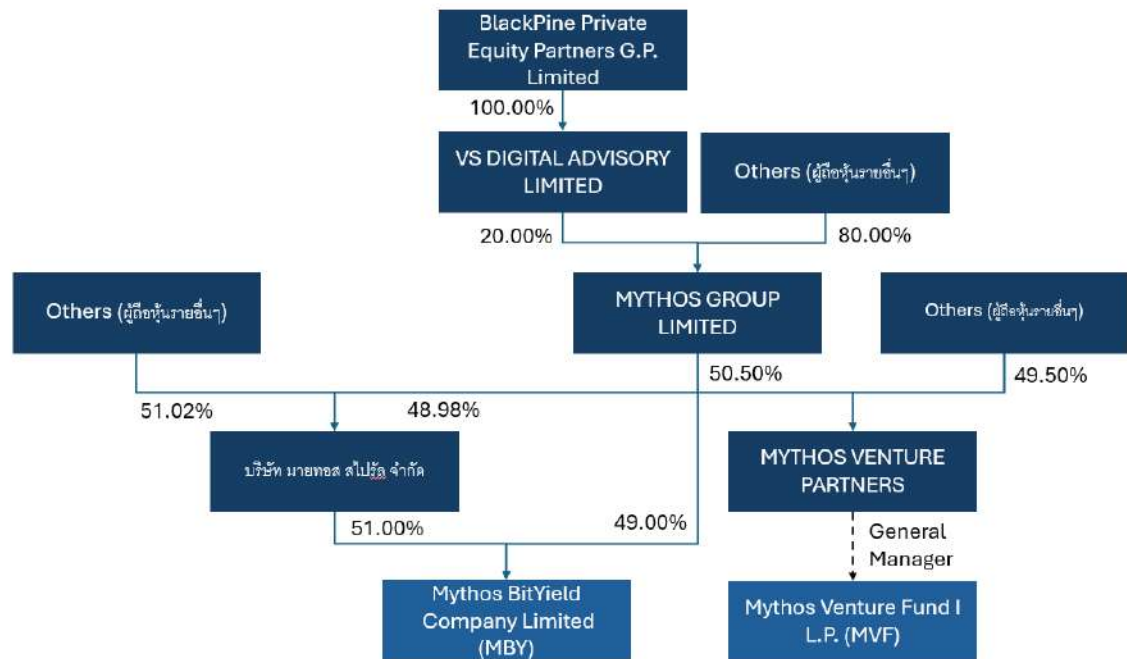 BlackPine Private
Equity Partners G.P.
Limited
100.00%
VS DIGITAL ADVISORY
LIMITED
Others (ผู้ถือหุ้นรายอื่นๆ)
20.00%
80.00%
Others (ผู้ถือหุ้นรายอื่นๆ)
MYTHOS GROUP
LIMITED
Others (ผู้ถือหุ้นรายอื่นๆ)
50.50%
49.50%
51.02%
48.98%
บริษัท มายทอส สไปรัล จำกัด
MYTHOS VENTURE
PARTNERS
51.00%
49.00%
General
Manager
Mythos BitYield
Company Limited
(MBY)
Mythos Venture Fund I
L.P. (MVF)